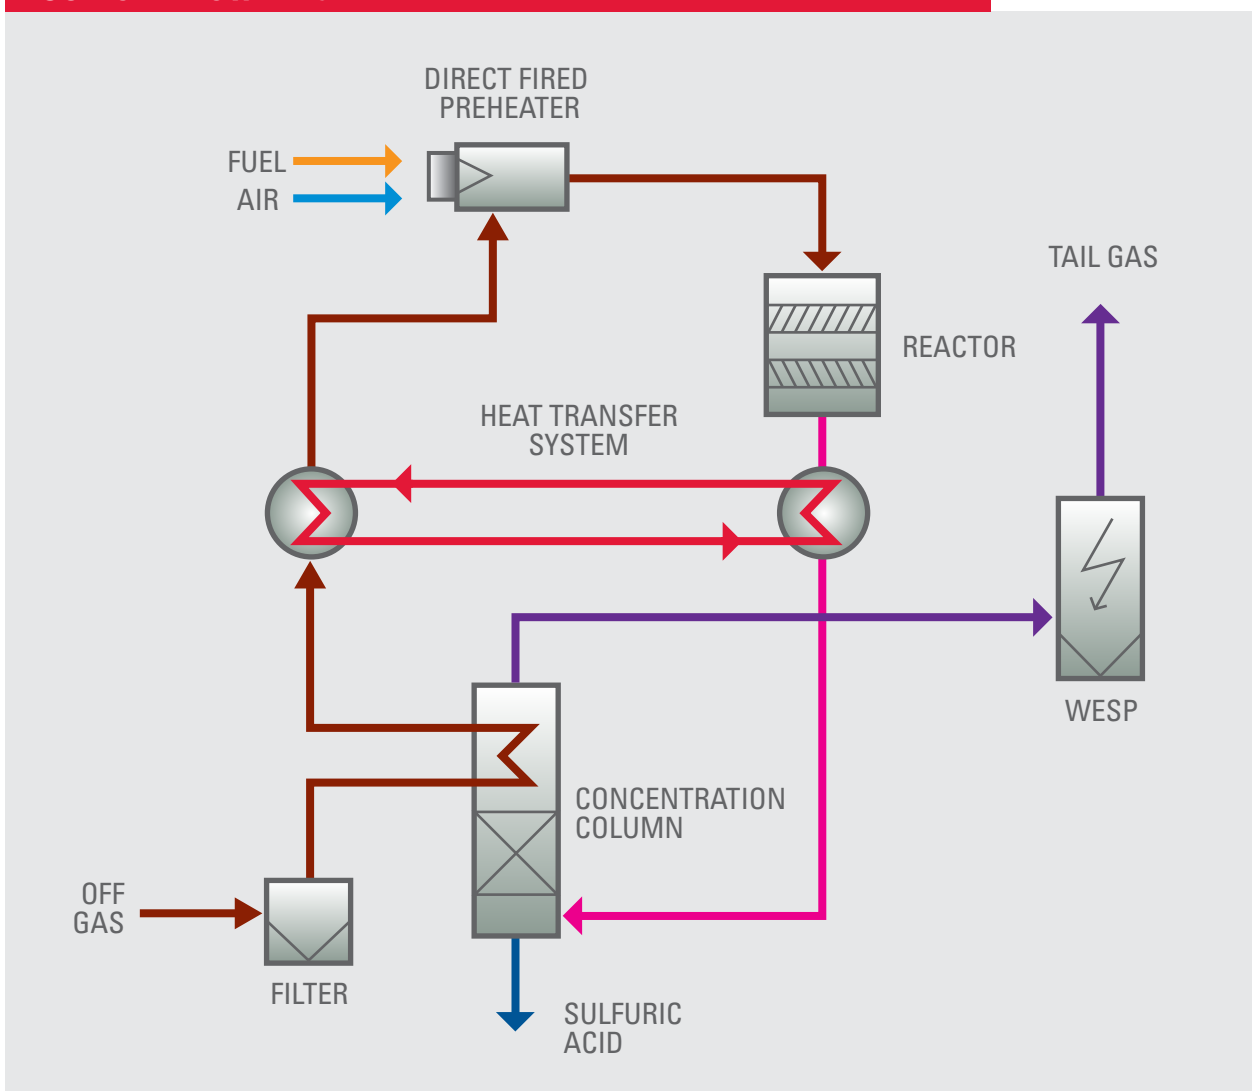 DIRECT FIRED
PREHEATER
FUEL
AIR
TAIL GAS
REACTOR
HEAT TRANSFER
SYSTEM
WESP
CONCENTRATION
COLUMN
OFF
GAS
FILTER
SULFURIC
ACID